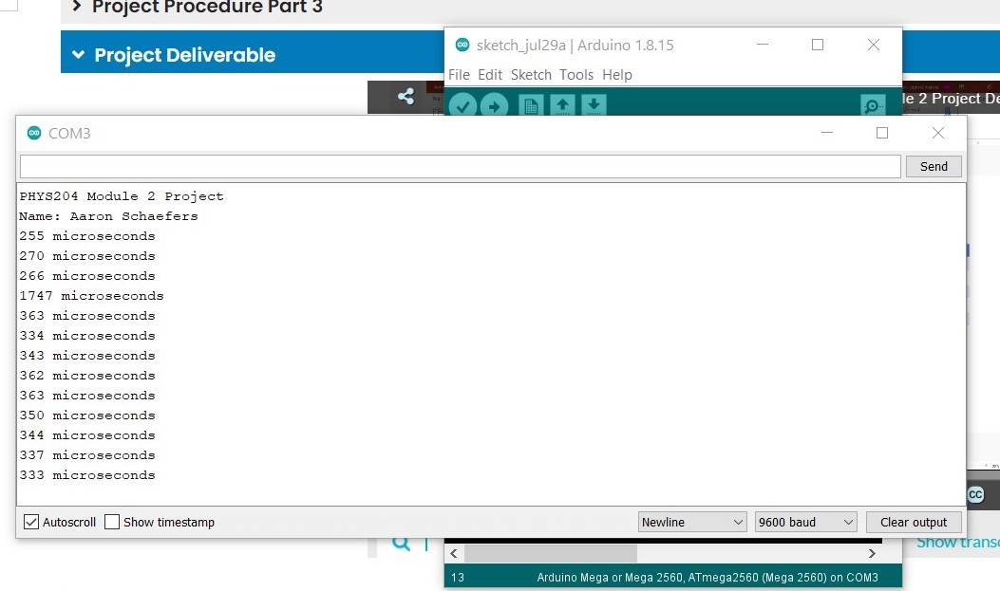 Project Procedure Part 3
Project Deliverable
sketch_jul29a | Arduino 1.8.15
File Edit Sketch Tools Help
le 2 Project De
COM3
Send
PHYS204 Module 2 Project
Name: Aaron Schaefers
255 microseconds
270 microseconds
266 microseconds
1747 microseconds
363 microseconds
334 microseconds
343 microseconds
362 microseconds
363 microseconds
350 microseconds
344 microseconds
337 microseconds
333 microseconds
CC
Autoscroll Show timestamp Newline 9600 baud Clear output
Show transc
13 Arduino Mega or Mega 2560, ATmega2560 (Mega 2560) on COM3